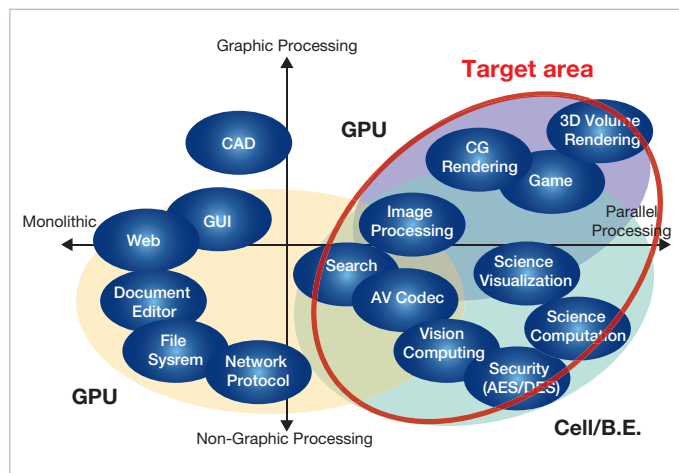 Graphic Processing
Target area
GPU
3D Volume
Rendering
CAD
CG
Rendering
Game
GUI
Image
Processing
Monolithic
Parallel
Processing
Web
Search
Science
Visualization
Document
Editor
AV Codec
Science
Computation
File
Sysrem
Vision
Computing
Network
Protocol
Security
(AES/DES)
GPU
Cell/B.E.
Non-Graphic Processing